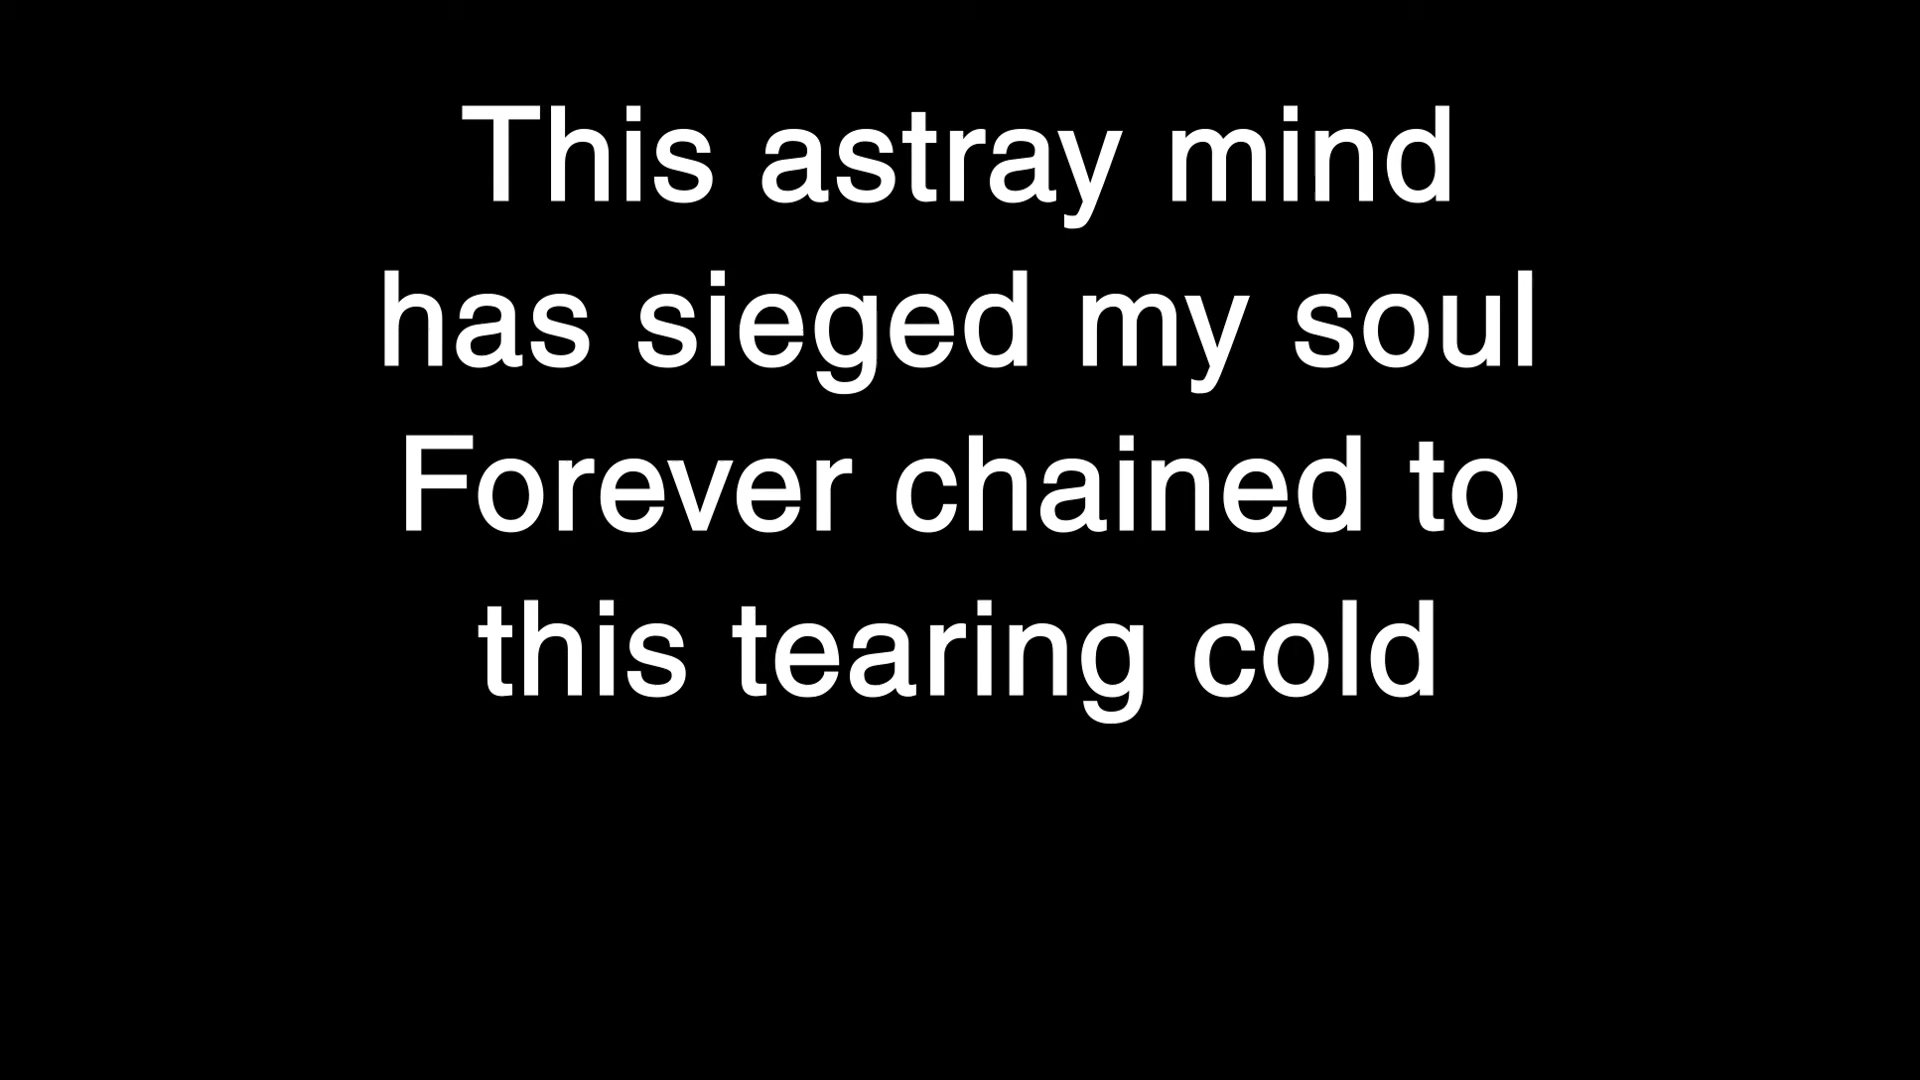 This astray mind
has sieged my soul
Forever chained to
this tearing cold